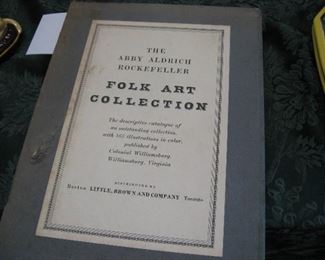 THE
ABBY ALDRICH
ROCKEFELLER
FOLK ART
COLLECTION
The descriptive catalogue of
an outstanding collection,
with 165 illustrations in color,
published by
Colonial Williamsburg,
Williamsburg, Virginia
DISTRIBUTED BY
Boston LITTLE, BROWN AND COMPANY Toronto